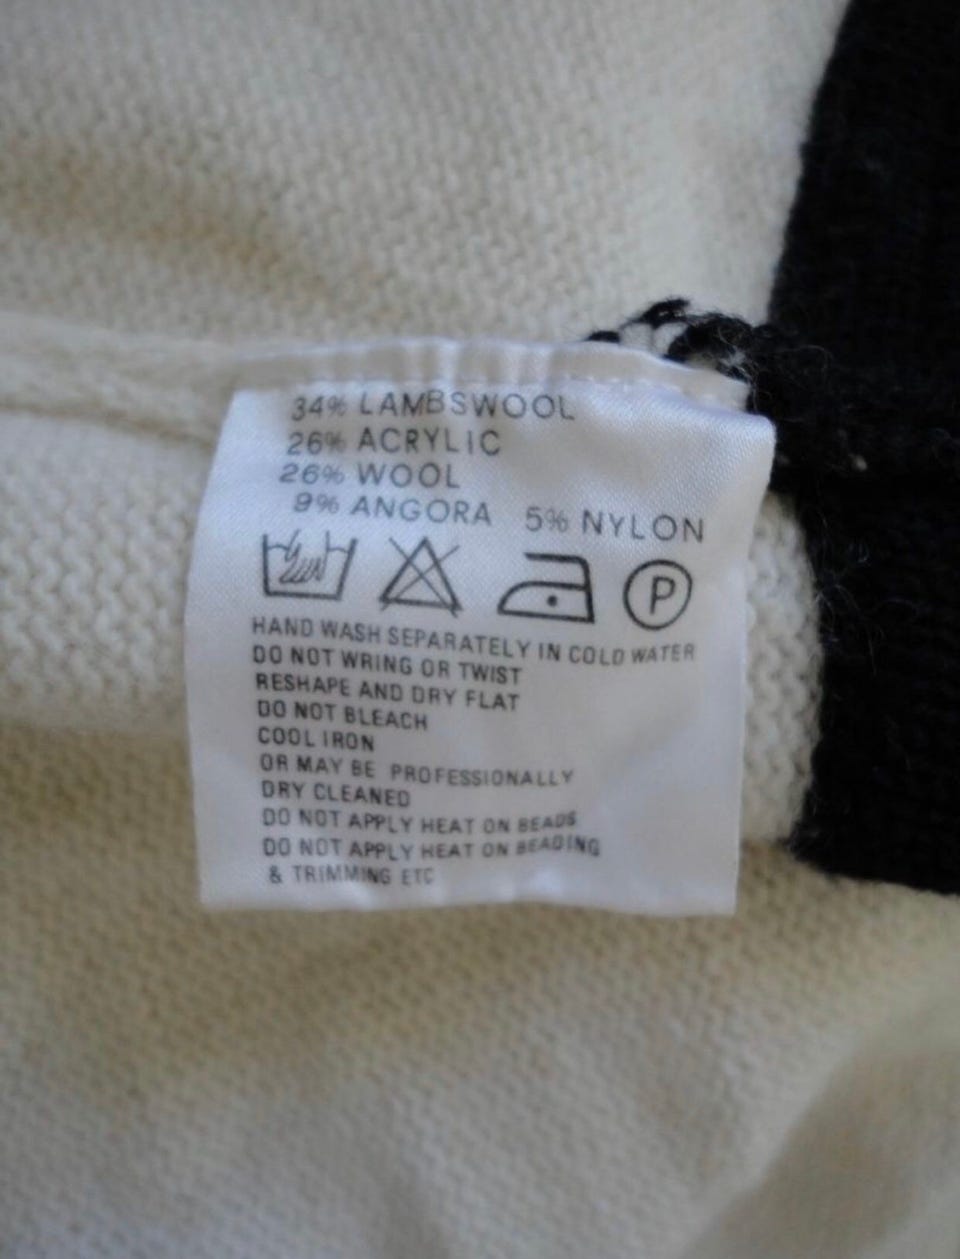 34% LAMBSWOOL
26% ACRYLIC
26% WOOL
9% ANGORA 5% NYLON
P
HAND WASH SEPARATELY IN COLD WATER
DO NOT WRING OR TWIST
RESHAPE AND DRY FLAT
DO NOT BLEACH
COOL IRON
OR MAY BE PROFESSIONALLY
DRY CLEANED
DO NOT APPLY HEAT ON BEADS
DO NOT APPLY HEAT ON BEADING
& TRIMMING ETC